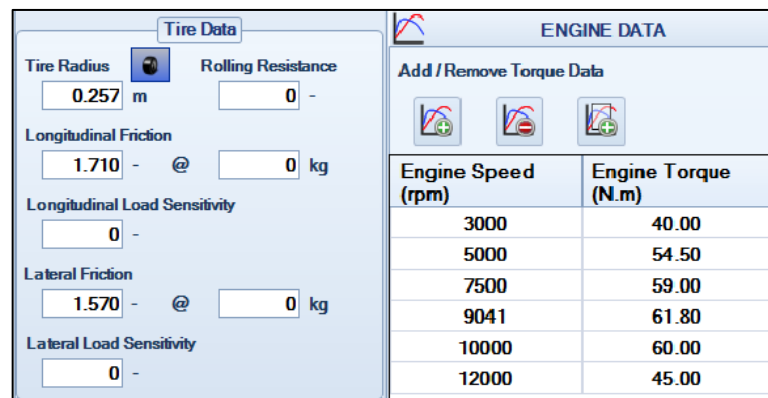 Tire Data
Tire Radius Rolling Resistance
0.257 m 0 -
Longitudinal Friction
1.710 - @ 0 kg
Longitudinal Load Sensitivity
0 -
Lateral Friction
1.570 - @ 0 kg
Lateral Load Sensitivity
0 -
ENGINE DATA
Add / Remove Torque Data
Engine Speed (rpm) Engine Torque (N.m)
3000 40.00
5000 54.50
7500 59.00
9041 61.80
10000 60.00
12000 45.00